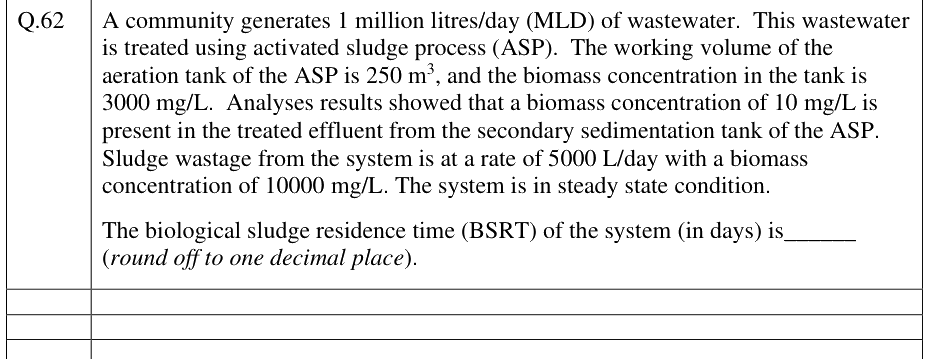 Q.62
A community generates 1 million litres/day (MLD) of wastewater. This wastewater
is treated using activated sludge process (ASP). The working volume of the
aeration tank of the ASP is 250 m³, and the biomass concentration in the tank is
3000 mg/L. Analyses results showed that a biomass concentration of 10 mg/L is
present in the treated effluent from the secondary sedimentation tank of the ASP.
Sludge wastage from the system is at a rate of 5000 L/day with a biomass
concentration of 10000 mg/L. The system is in steady state condition.
The biological sludge residence time (BSRT) of the system (in days) is______
(round off to one decimal place).